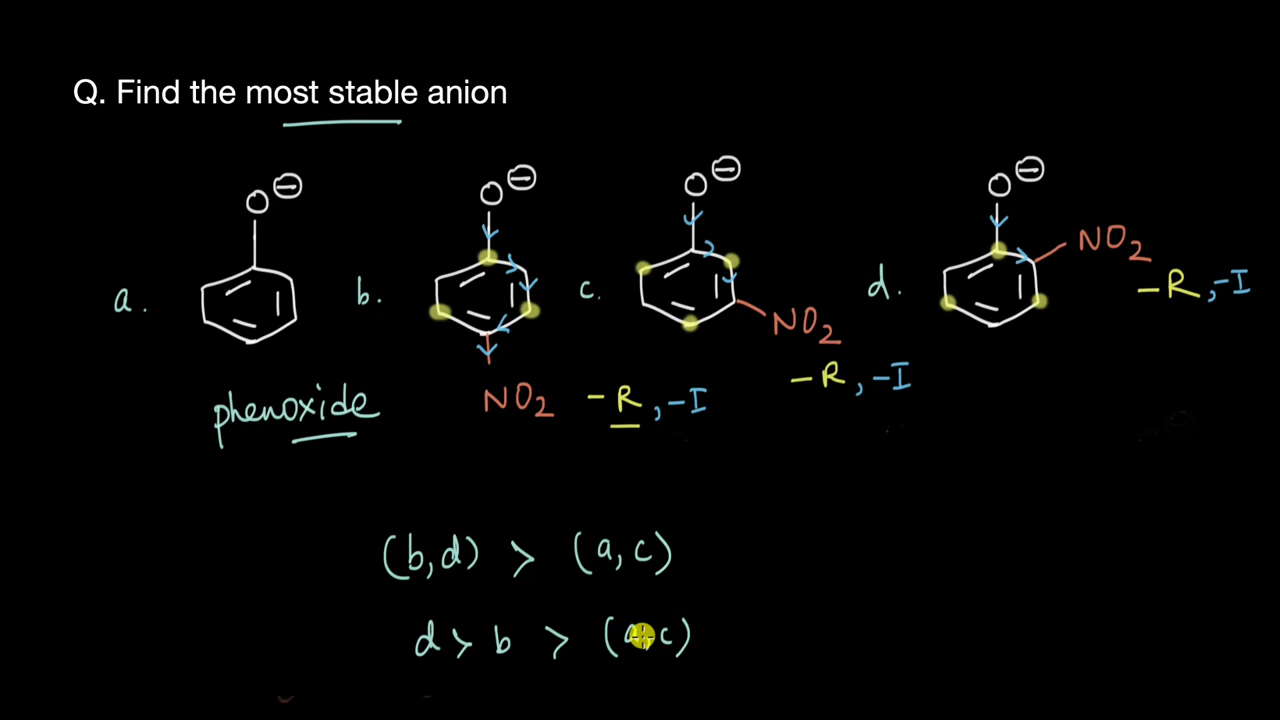 Q. Find the most stable anion
O ⊖
O ⊖
O ⊖
O ⊖
a.
b.
c.
d.
NO2
-R, -I
NO2
-R, -I
NO2
-R, -I
phenoxide
(b,d) > (a,c)
d > b > (a,c)